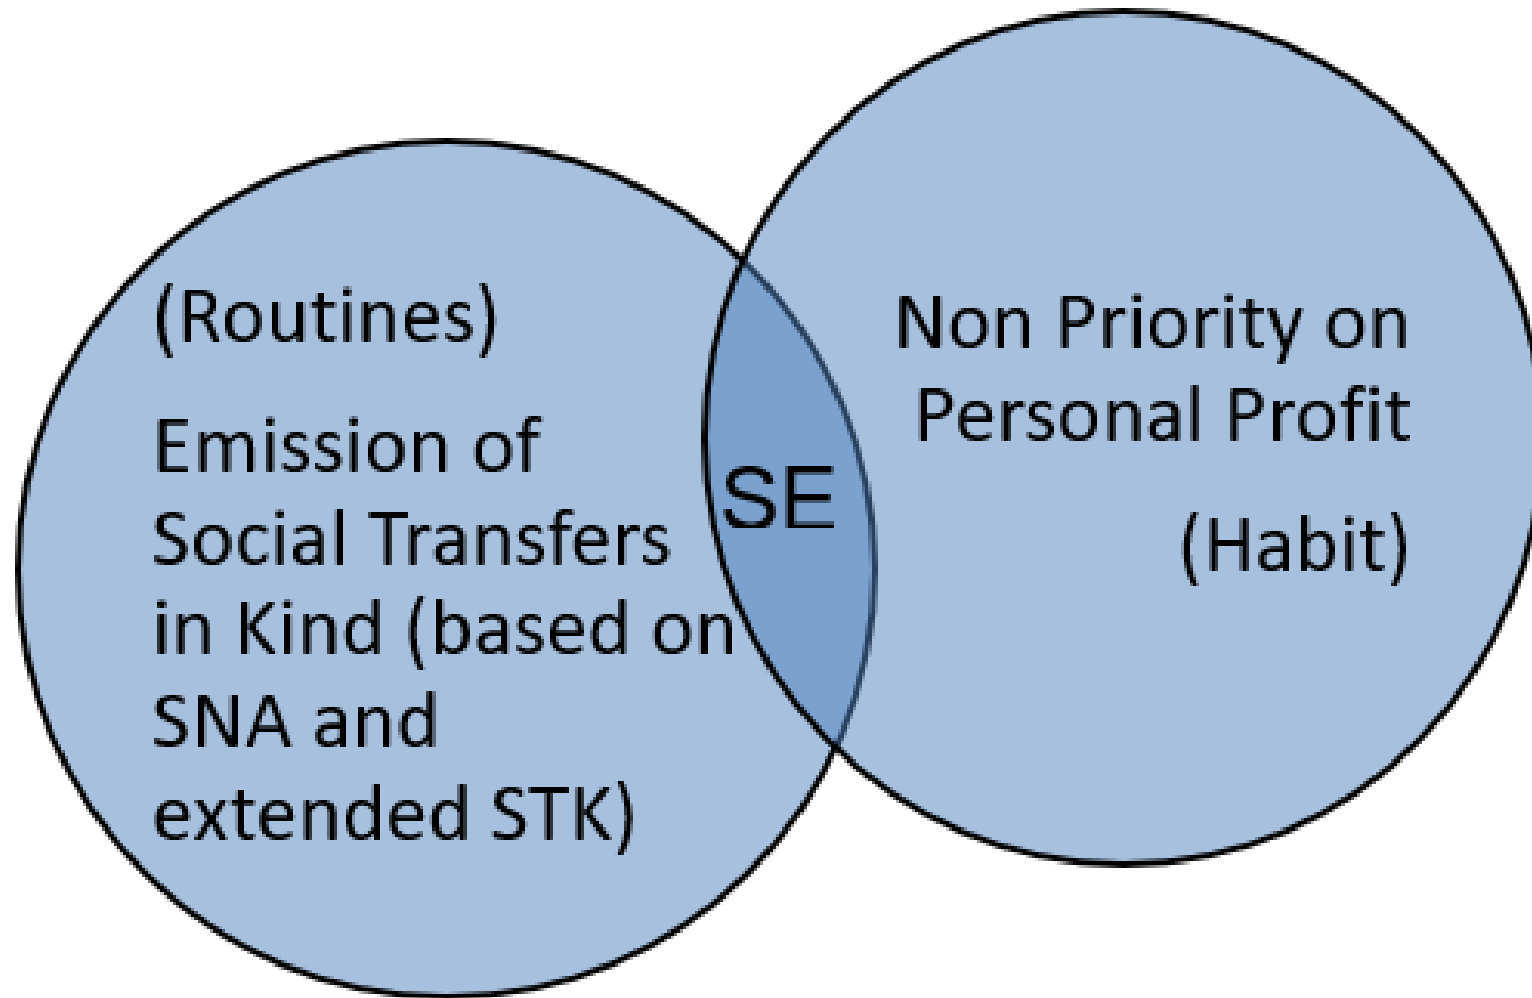 (Routines)
Emission of
Social Transfers
in Kind (based on
SNA and
extended STK)
SE
Non Priority on
Personal Profit
(Habit)